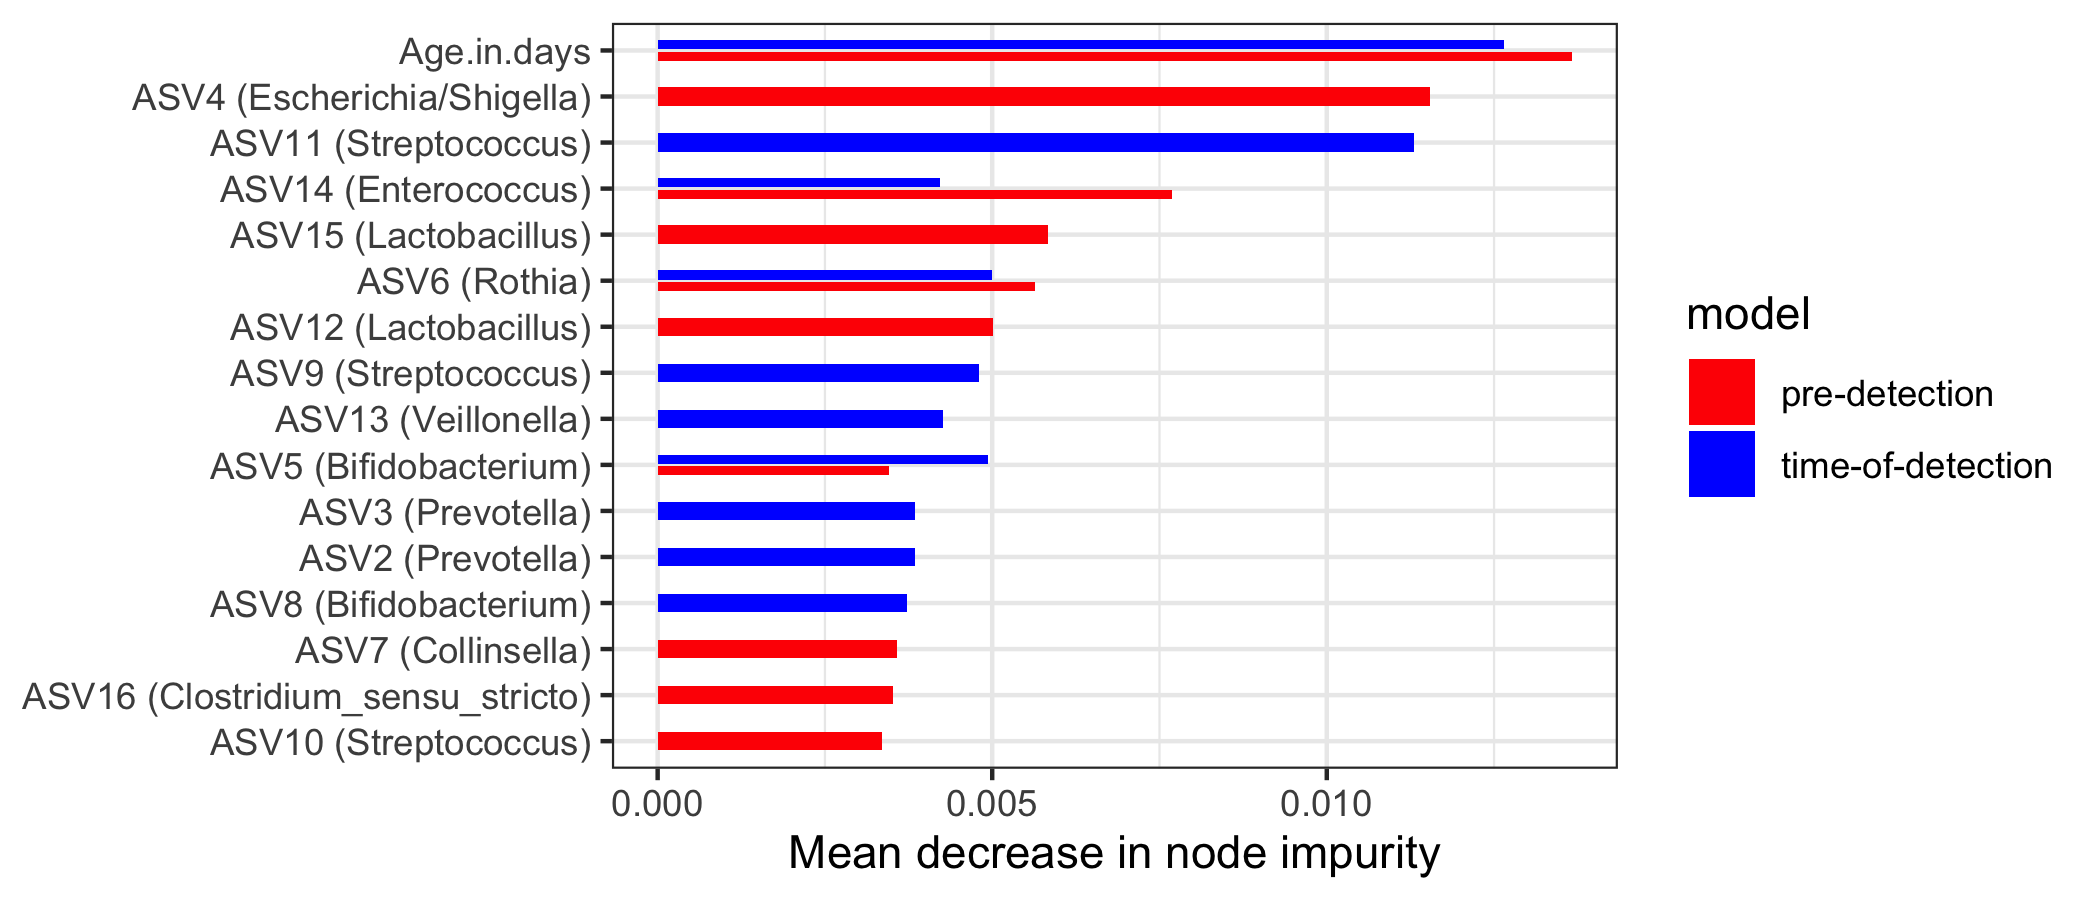 Age.in.days
ASV4 (Escherichia/Shigella)
ASV11 (Streptococcus)
ASV14 (Enterococcus)
ASV15 (Lactobacillus)
ASV6 (Rothia)
ASV12 (Lactobacillus)
ASV9 (Streptococcus)
ASV13 (Veillonella)
ASV5 (Bifidobacterium)
ASV3 (Prevotella)
ASV2 (Prevotella)
ASV8 (Bifidobacterium)
ASV7 (Collinsella)
ASV16 (Clostridium_sensu_stricto)
ASV10 (Streptococcus)
0.000 0.005 0.010
Mean decrease in node impurity
model
pre-detection
time-of-detection